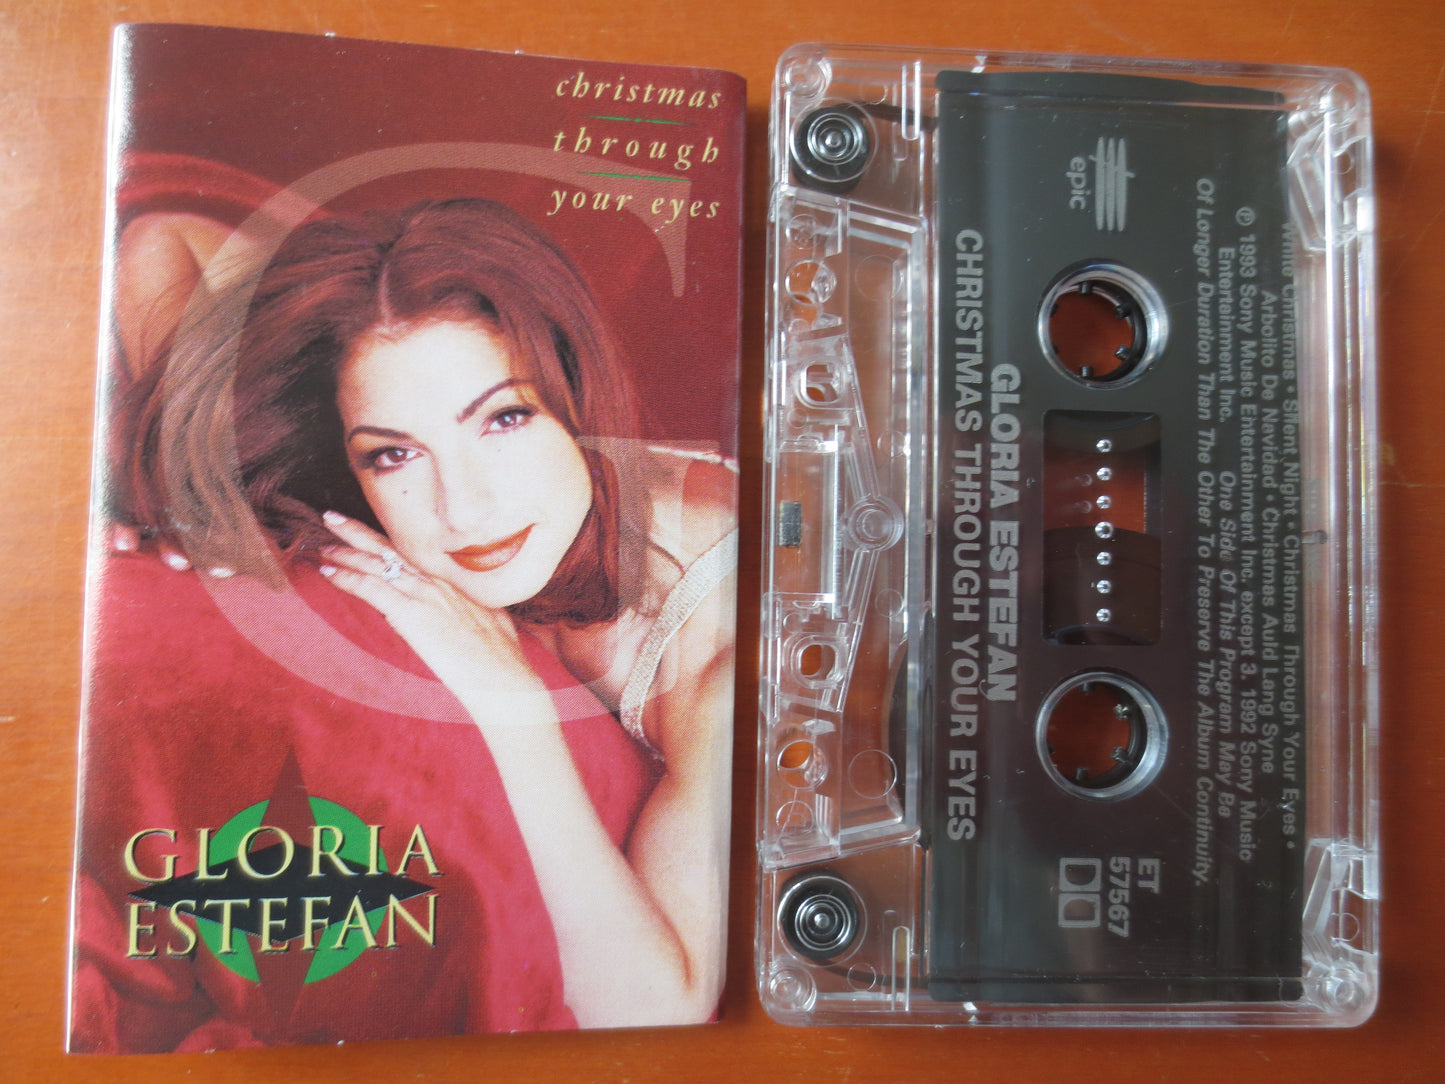 christmas
through
your eyes
GLORIA
ESTEFAN
epic
White Christmas • Silent Night • Christmas Through Your Eyes •
Arbolito De Navidad • Christmas Auld Lang Syne
℗ 1993 Sony Music Entertainment Inc. except 3. 1992 Sony Music
Entertainment Inc. One Side Of This Program May Be
Of Longer Duration Than The Other To Preserve The Album Continuity.
GLORIA ESTEFAN
CHRISTMAS THROUGH YOUR EYES
ET
57567